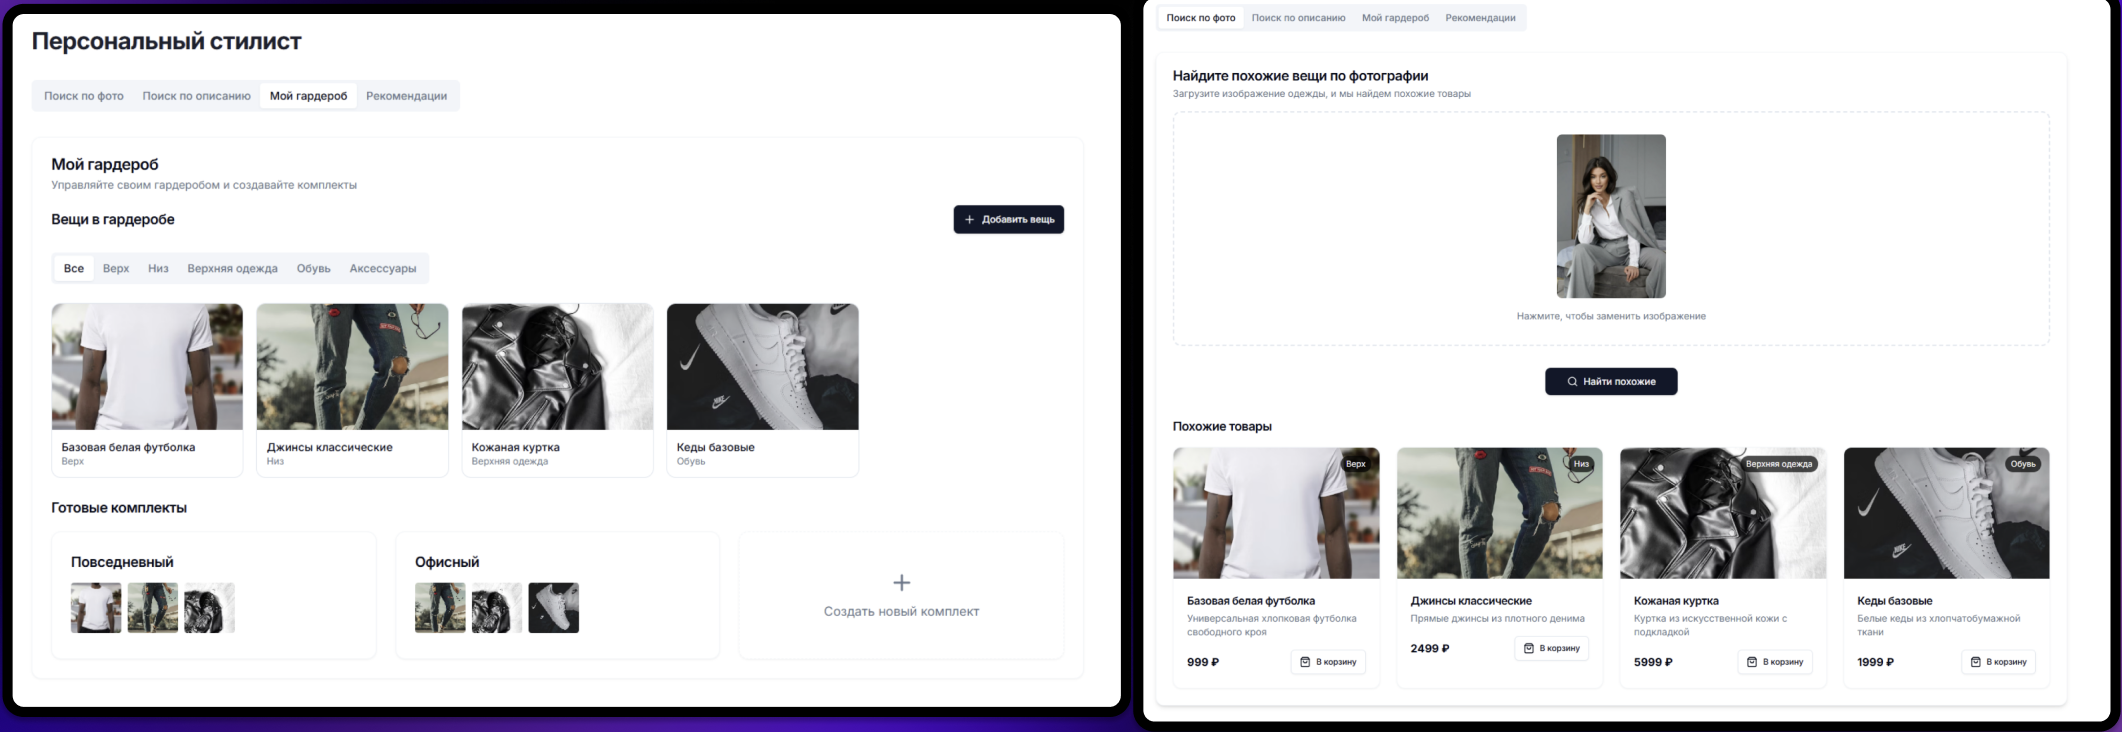 Персональный стилист
Поиск по фото
Поиск по описанию
Мой гардероб
Рекомендации
Мой гардероб
Управляйте своим гардеробом и создавайте комплекты
Вещи в гардеробе
Добавить вещь
Все
Верх
Низ
Верхняя одежда
Обувь
Аксессуары
Базовая белая футболка
Верх
Джинсы классические
Низ
Кожаная куртка
Верхняя одежда
Кеды базовые
Обувь
Готовые комплекты
Повседневный
Офисный
Создать новый комплект
Поиск по фото
Поиск по описанию
Мой гардероб
Рекомендации
Найдите похожие вещи по фотографии
Загрузите изображение одежды, и мы найдем похожие товары
Нажмите, чтобы заменить изображение
Найти похожие
Похожие товары
Верх
Низ
Верхняя одежда
Обувь
Базовая белая футболка
Универсальная хлопковая футболка
свободного кроя
999 ₽
В корзину
Джинсы классические
Прямые джинсы из плотного денима
2499 ₽
В корзину
Кожаная куртка
Куртка из искусственной кожи с
подкладкой
5999 ₽
В корзину
Кеды базовые
Белые кеды из хлопчатобумажной
ткани
1999 ₽
В корзину